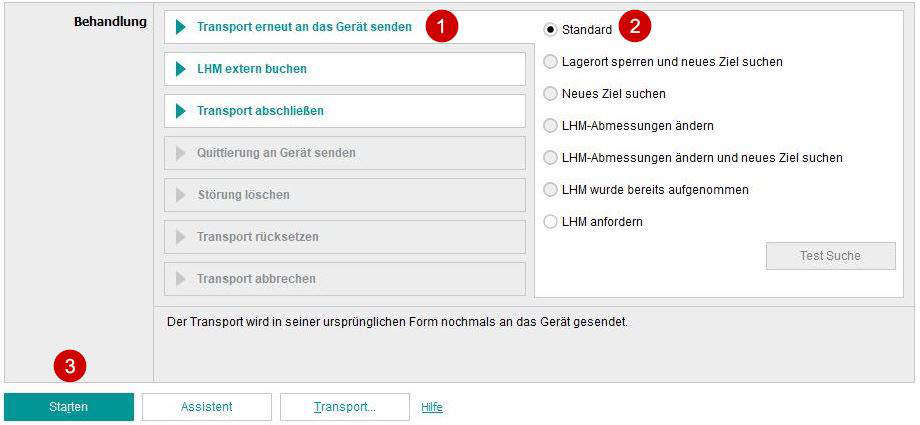 Behandlung
Transport erneut an das Gerät senden
1
LHM extern buchen
Transport abschließen
Quittierung an Gerät senden
Störung löschen
Transport rücksetzen
Transport abbrechen
Standard
2
Lagerort sperren und neues Ziel suchen
Neues Ziel suchen
LHM-Abmessungen ändern
LHM-Abmessungen ändern und neues Ziel suchen
LHM wurde bereits aufgenommen
LHM anfordern
Test Suche
Der Transport wird in seiner ursprünglichen Form nochmals an das Gerät gesendet.
3
Starten
Assistent
Transport...
Hilfe